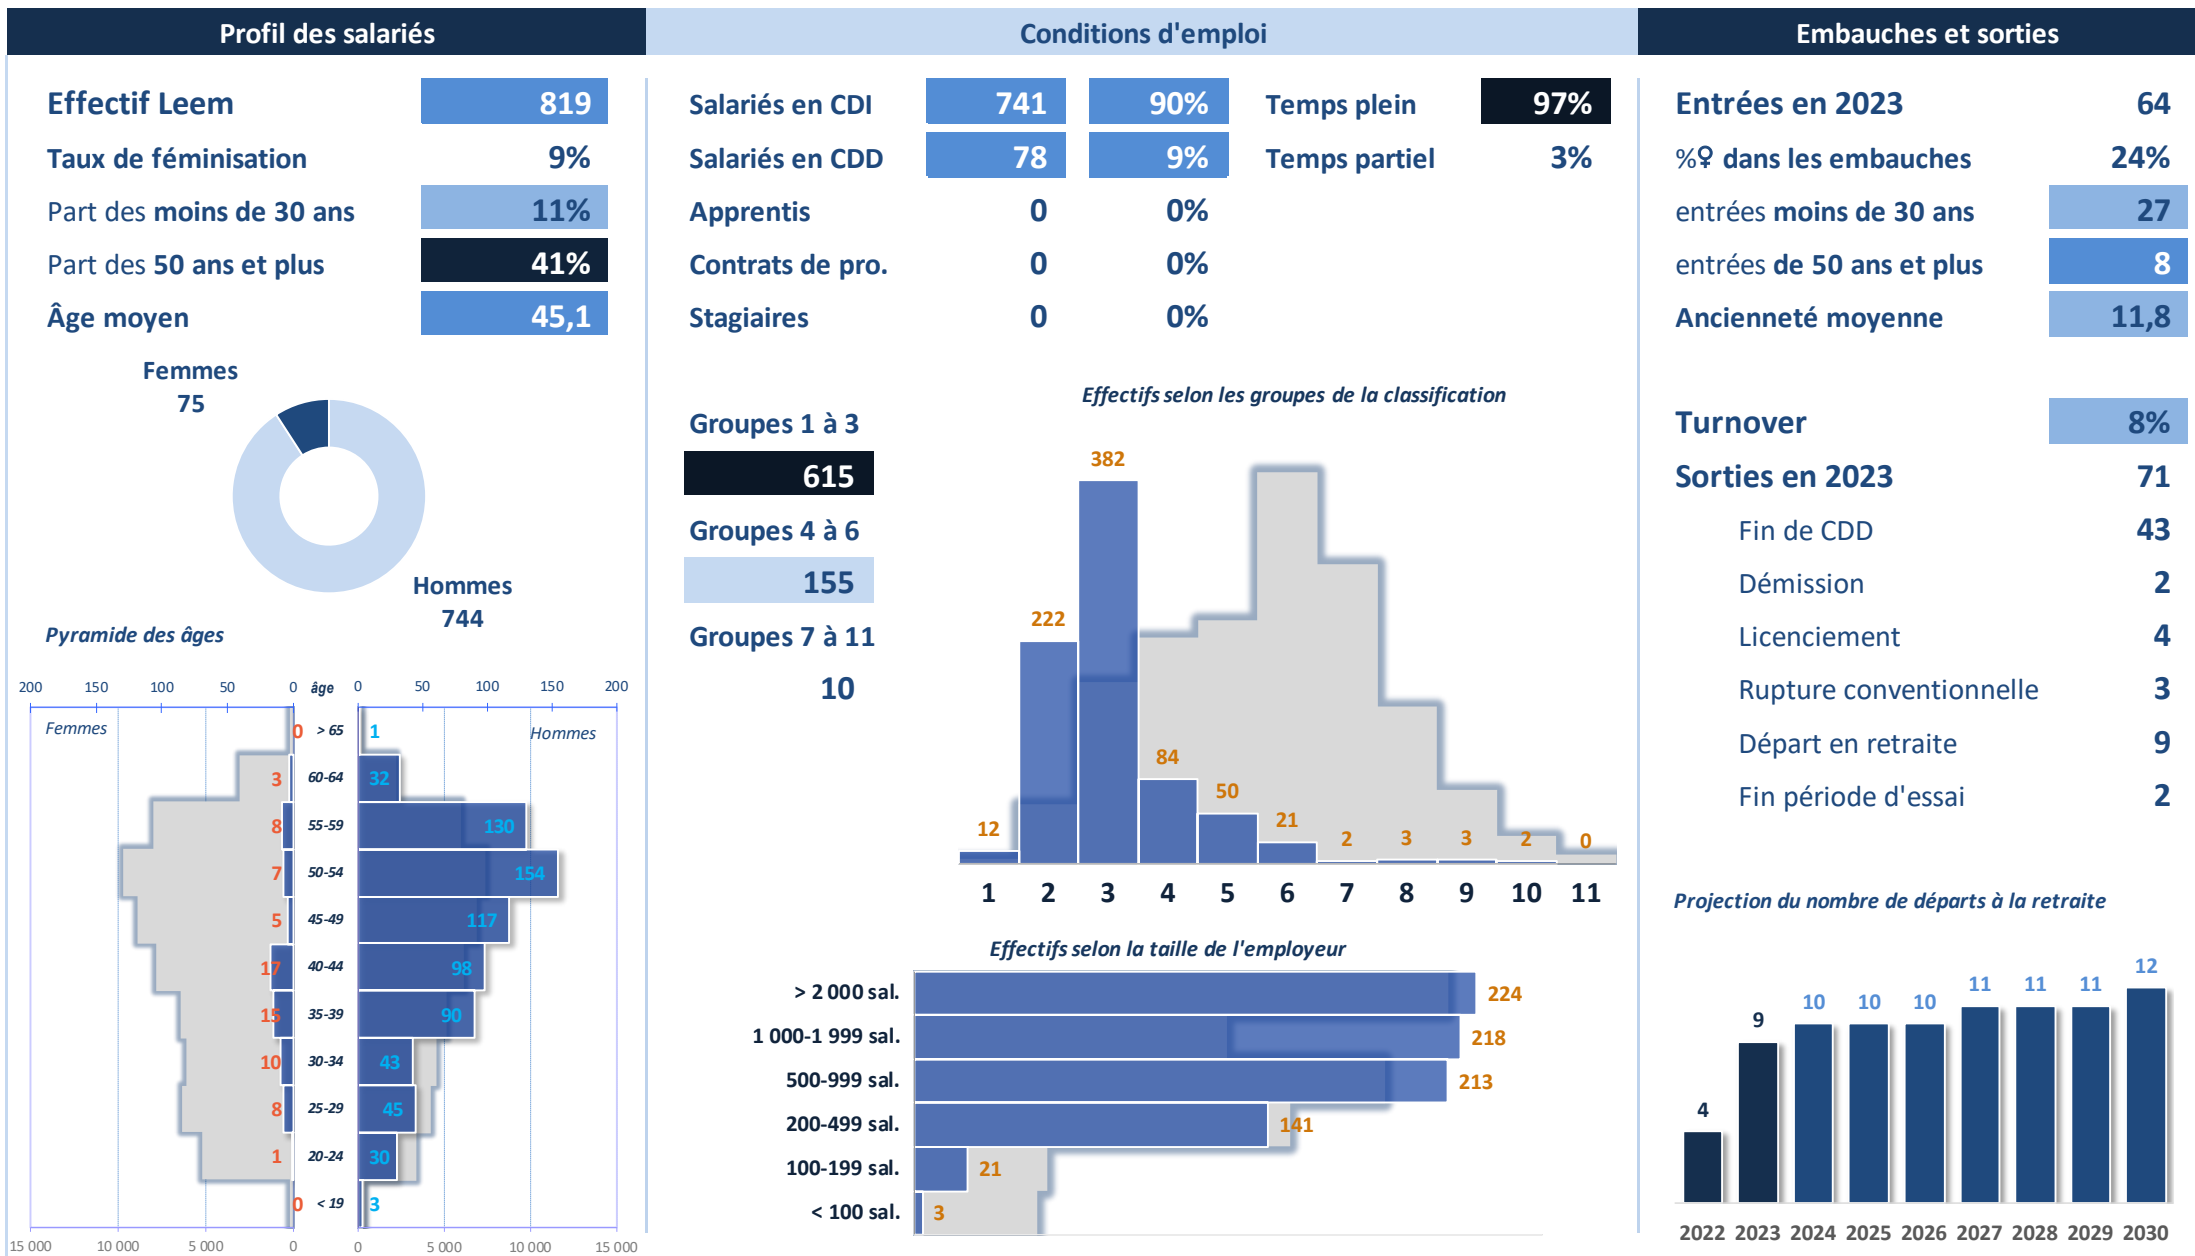 Profil des salariés
Effectif Leem 819
Taux de féminisation 9%
Part des moins de 30 ans 11%
Part des 50 ans et plus 41%
Âge moyen 45,1
Femmes
75
Hommes
744
Pyramide des âges
200 150 100 50 0 âge 0 50 100 150 200
Femmes Hommes
0 > 65 1
3 60-64 32
8 55-59 130
7 50-54 154
5 45-49 117
17 40-44 98
15 35-39 90
10 30-34 43
8 25-29 45
1 20-24 30
0 < 19 3
15 000 10 000 5 000 0 0 5 000 10 000 15 000
Conditions d'emploi
Salariés en CDI 741 90% Temps plein 97%
Salariés en CDD 78 9% Temps partiel 3%
Apprentis 0 0%
Contrats de pro. 0 0%
Stagiaires 0 0%
Groupes 1 à 3
615
Groupes 4 à 6
155
Groupes 7 à 11
10
Effectifs selon les groupes de la classification
12 222 382 84 50 21 2 3 3 2 0
1 2 3 4 5 6 7 8 9 10 11
Effectifs selon la taille de l'employeur
> 2 000 sal. 224
1 000-1 999 sal. 218
500-999 sal. 213
200-499 sal. 141
100-199 sal. 21
< 100 sal. 3
Embauches et sorties
Entrées en 2023 64
%♀ dans les embauches 24%
entrées moins de 30 ans 27
entrées de 50 ans et plus 8
Ancienneté moyenne 11,8
Turnover 8%
Sorties en 2023 71
Fin de CDD 43
Démission 2
Licenciement 4
Rupture conventionnelle 3
Départ en retraite 9
Fin période d'essai 2
Projection du nombre de départs à la retraite
4 9 10 10 10 11 11 11 12
2022 2023 2024 2025 2026 2027 2028 2029 2030